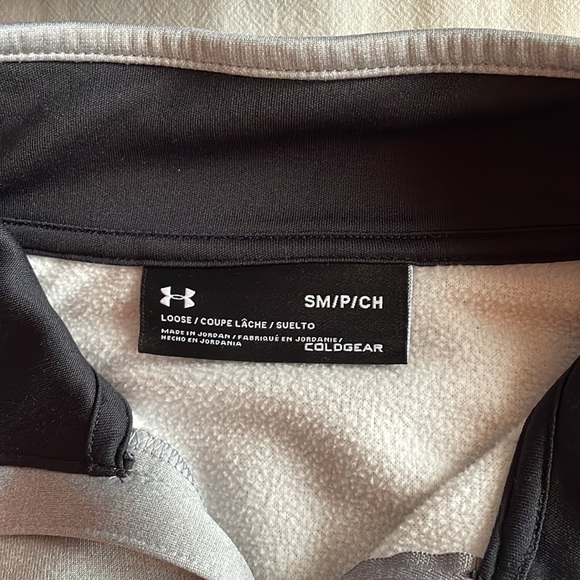 SM/P/CH
LOOSE / COUPE LÂCHE / SUELTO
MADE IN JORDAN / FABRIQUÉ EN JORDANIE /
HECHO EN JORDANIA
COLDGEAR